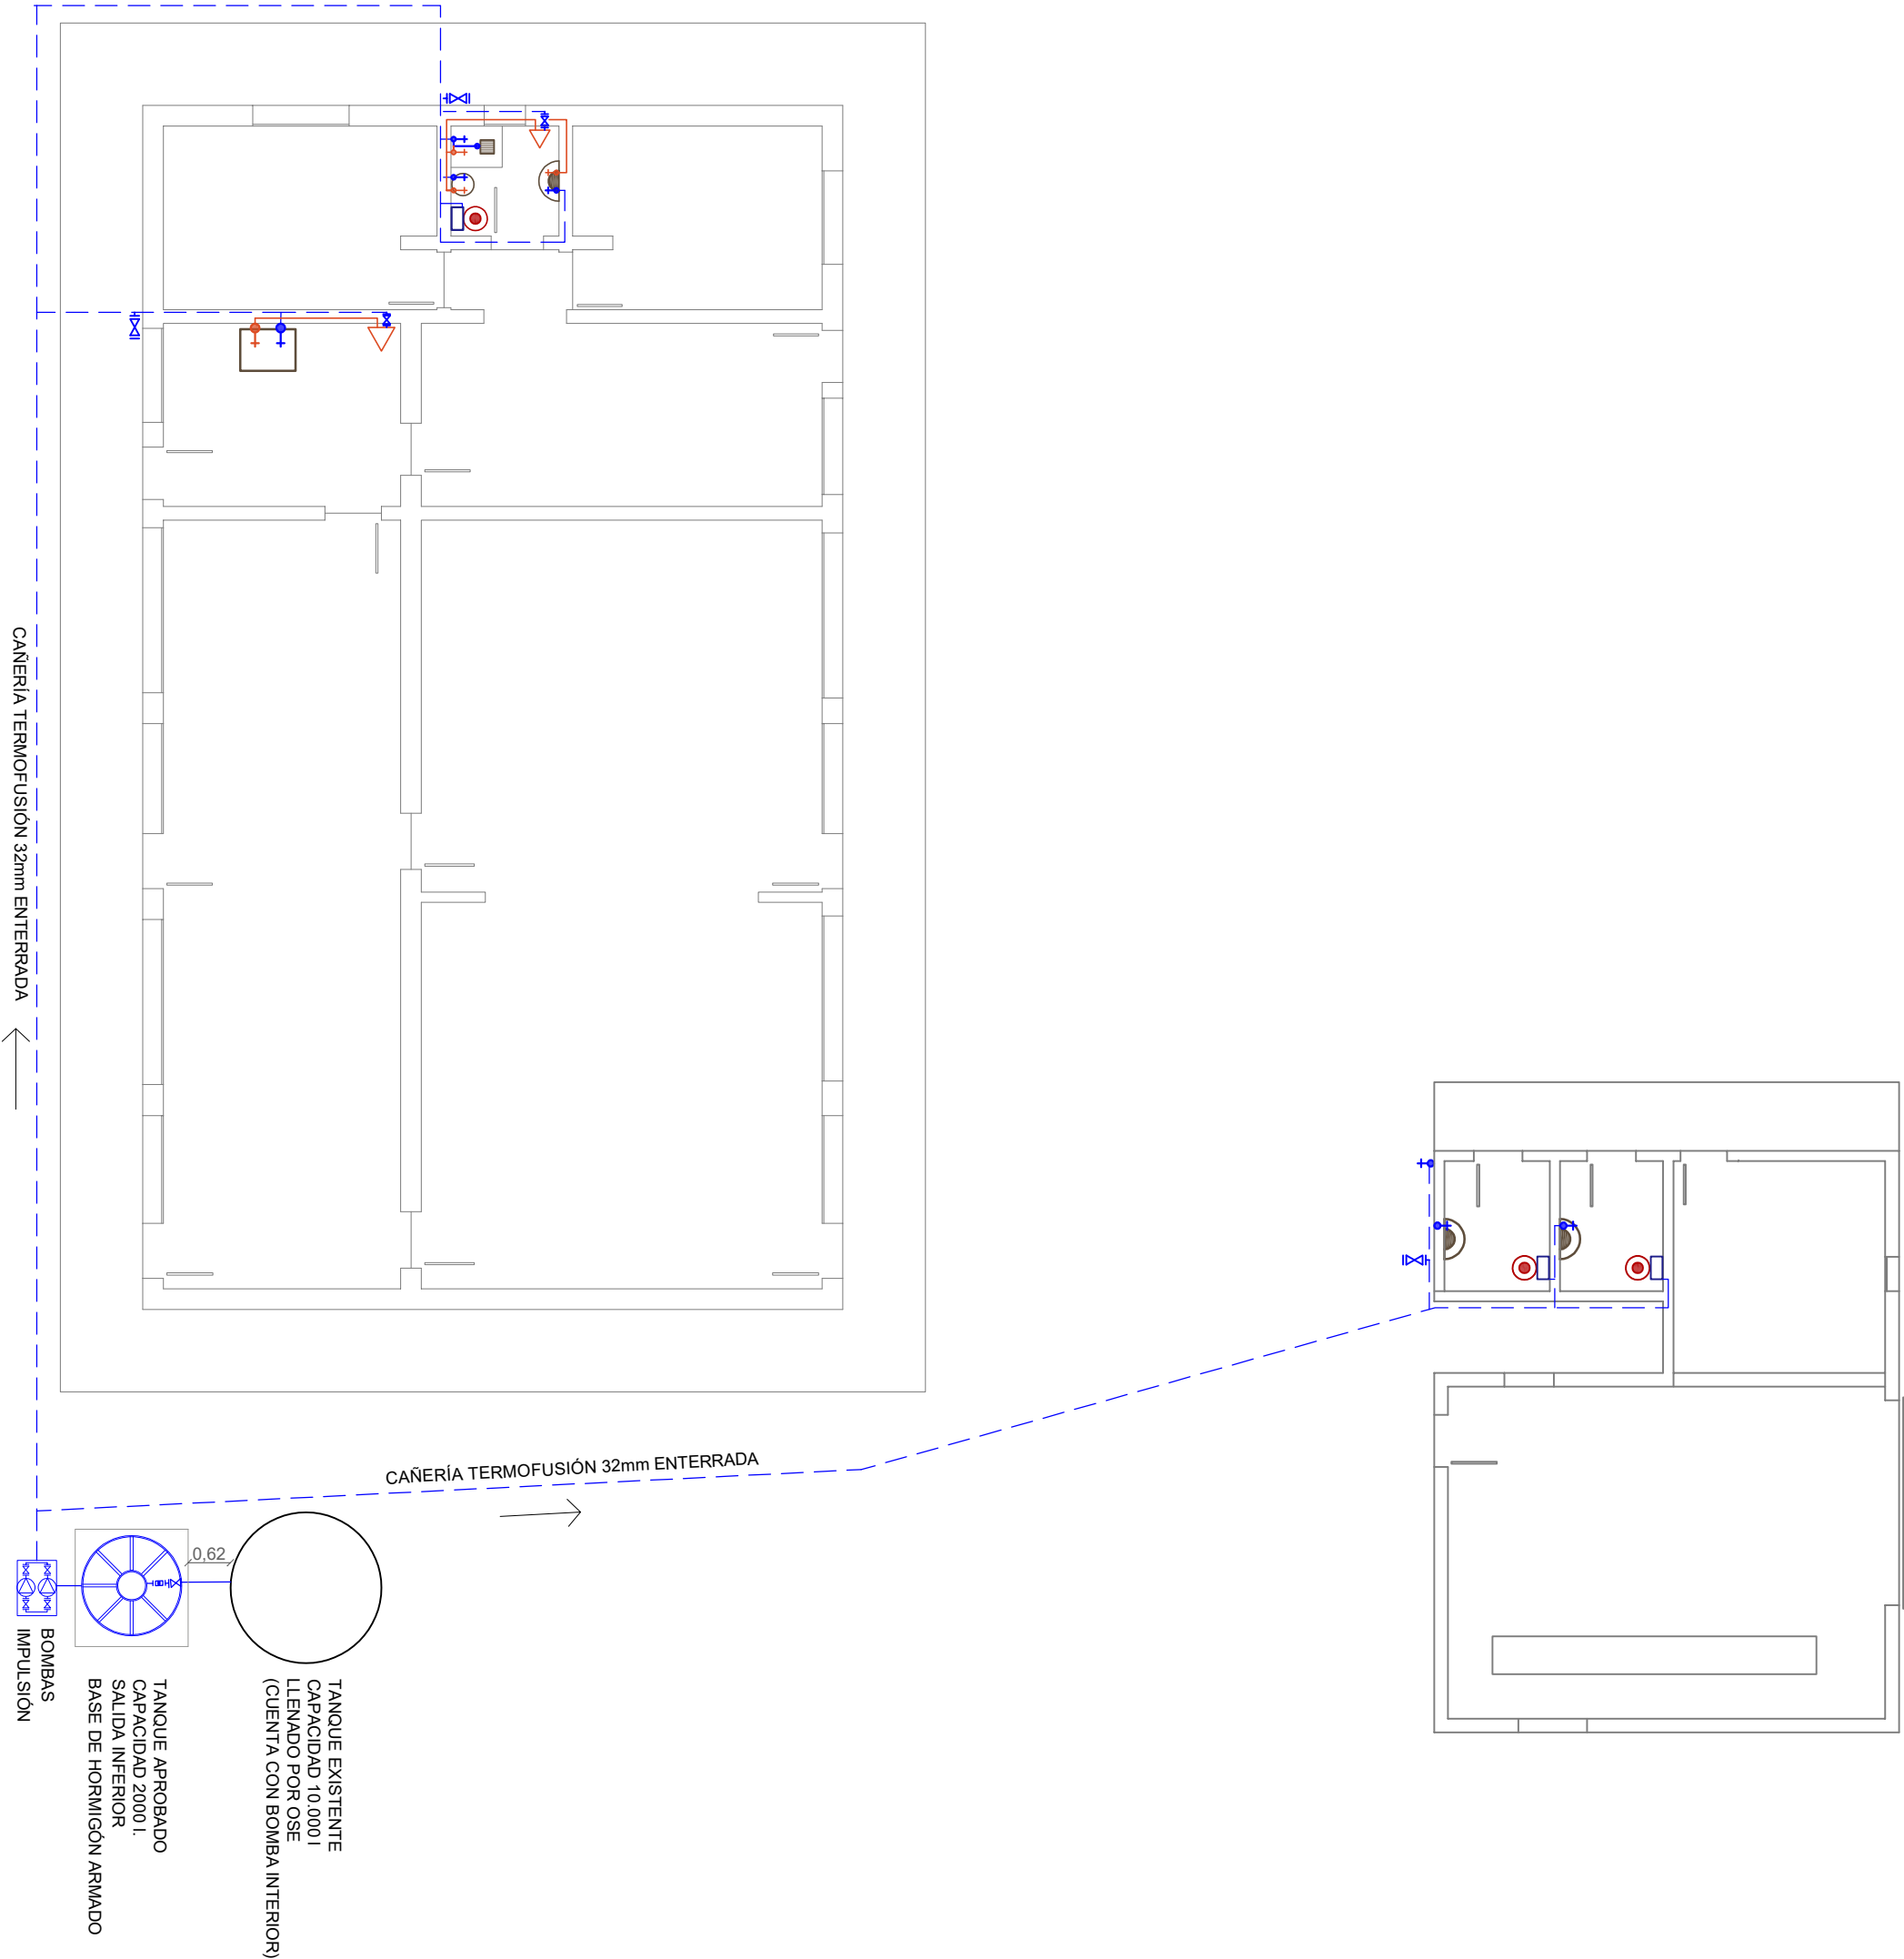 CAÑERÍA TERMOFUSIÓN 32mm ENTERRADA
CAÑERÍA TERMOFUSIÓN 32mm ENTERRADA
0,62
BOMBAS
IMPULSIÓN
TANQUE APROBADO
CAPACIDAD 2000 l.
SALIDA INFERIOR
BASE DE HORMIGÓN ARMADO
TANQUE EXISTENTE
CAPACIDAD 10.000 l
LLENADO POR OSE
(CUENTA CON BOMBA INTERIOR)